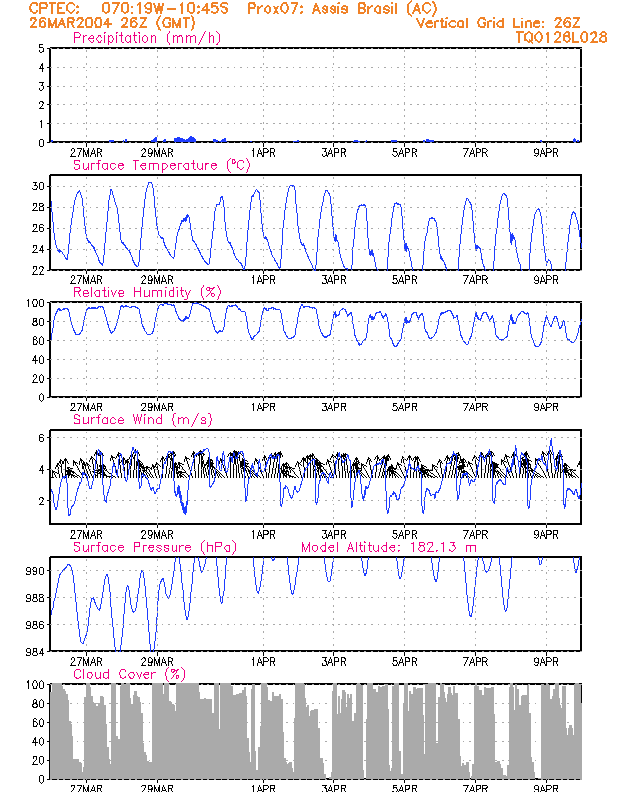 CPTEC: 070:19W-10:45S Prox07: Assis Brasil (AC)
26MAR2004 26Z (GMT) Vertical Grid Line: 26Z
Precipitation (mm/h) TQ0126L028
5
4
3
2
1
0
27MAR 29MAR 1APR 3APR 5APR 7APR 9APR
Surface Temperature (ºC)
30
28
26
24
22
27MAR 29MAR 1APR 3APR 5APR 7APR 9APR
Relative Humidity (%)
100
80
60
40
20
0
27MAR 29MAR 1APR 3APR 5APR 7APR 9APR
Surface Wind (m/s)
6
4
2
27MAR 29MAR 1APR 3APR 5APR 7APR 9APR
Surface Pressure (hPa) Model Altitude: 182.13 m
990
988
986
984
27MAR 29MAR 1APR 3APR 5APR 7APR 9APR
Cloud Cover (%)
100
80
60
40
20
0
27MAR 29MAR 1APR 3APR 5APR 7APR 9APR